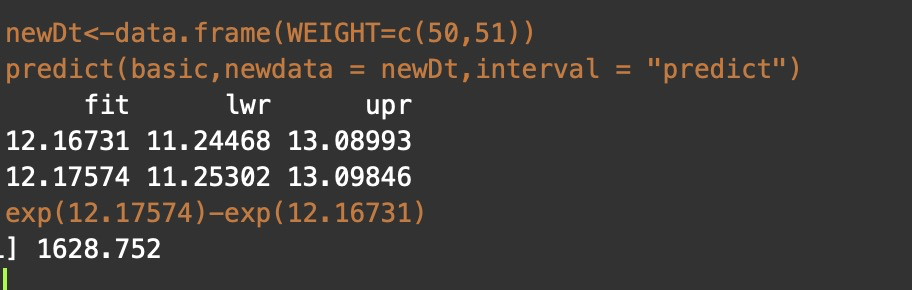 newDt<-data.frame(WEIGHT=c(50,51))
predict(basic,newdata = newDt,interval = "predict")
fit lwr upr
12.16731 11.24468 13.08993
12.17574 11.25302 13.09846
exp(12.17574)-exp(12.16731)
] 1628.752